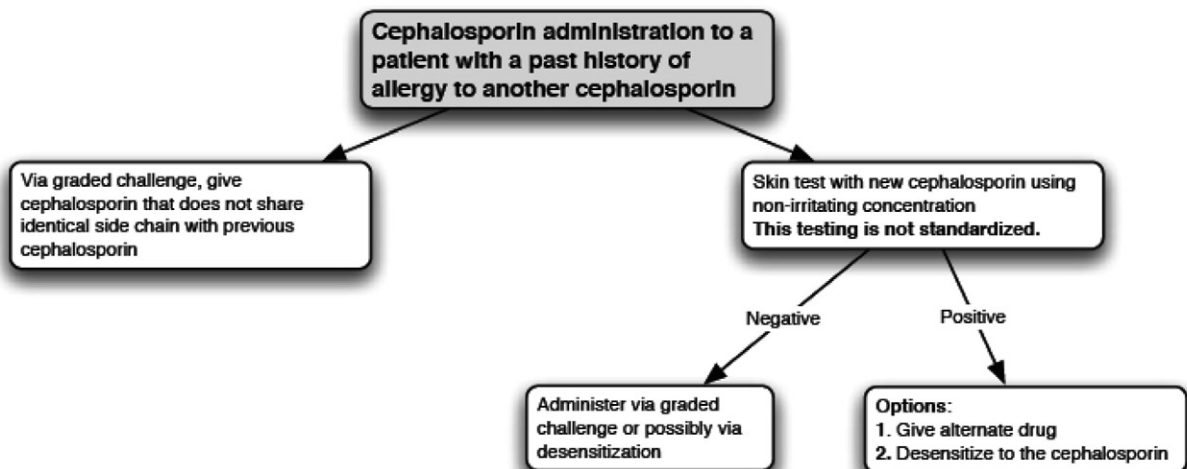 Cephalosporin administration to a
patient with a past history of
allergy to another cephalosporin
Via graded challenge, give
cephalosporin that does not share
identical side chain with previous
cephalosporin
Skin test with new cephalosporin using
non-irritating concentration
This testing is not standardized.
Negative
Positive
Administer via graded
challenge or possibly via
desensitization
Options:
1. Give alternate drug
2. Desensitize to the cephalosporin